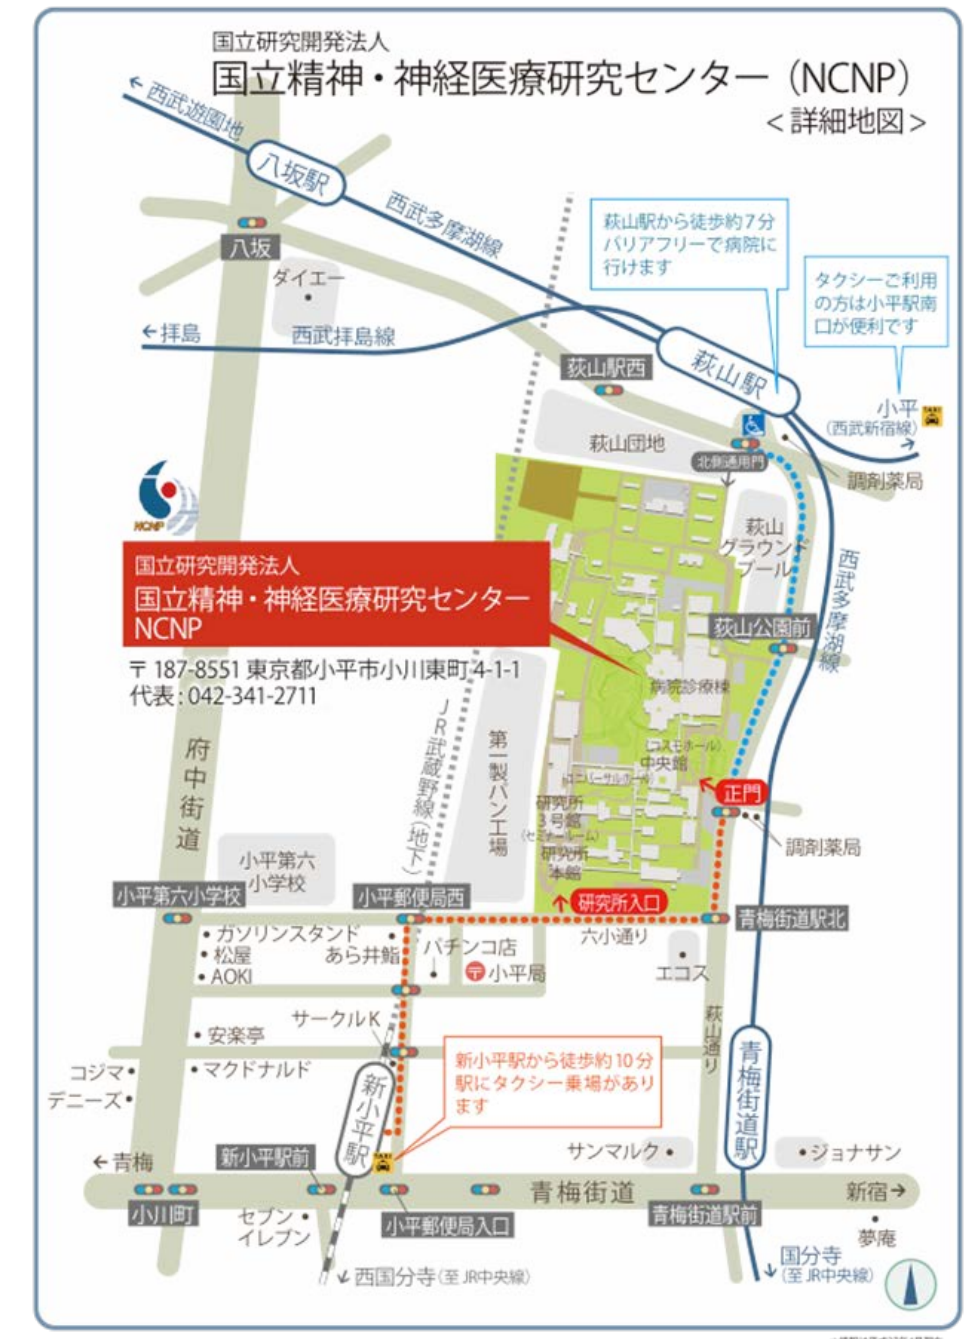 国立研究開発法人
国立精神・神経医療研究センター（NCNP）
<詳細地図>
←西武遊園地
八坂駅
西武多摩湖線
萩山駅から徒歩約7分
バリアフリーで病院に
行けます
八坂
ダイエー
タクシーご利用
の方は小平駅南
口が便利です
←拝島
西武拝島線
萩山駅
荻山駅西
小平
（西武新宿線）
TAXI
萩山団地
北側通用門
調剤薬局
NCNP
萩山
グラウンド
プール
国立研究開発法人
国立精神・神経医療研究センター
NCNP
西武多摩湖線
荻山公園前
〒187-8551 東京都小平市小川東町4-1-1
代表:042-341-2711
病院診療棟
JR武蔵野線(地下)
府中街道
第一製パン工場
(コスモホール)
中央館
(ユニバーサルホール)
正門
研究所
3号館
(セミナールーム)
研究所
本館
調剤薬局
小平第六
小学校
小平第六小学校
小平郵便局西
研究所入口
青梅街道駅北
六小通り
・ガソリンスタンド
・松屋
あら井鮨
・AOKI
パチンコ店
〒小平局
エコス
サークルK
・安楽亭
萩山通り
コジマ・
・マクドナルド
デニーズ・
新小平駅から徒歩約10分
駅にタクシー乗場があり
ます
新小平駅
青梅街道駅
TAXI
←青梅
新小平駅前
サンマルク・
・ジョナサン
青梅街道
新宿→
小川町
セブン・
イレブン
小平郵便局入口
青梅街道駅前
夢庵
↓西国分寺(至JR中央線)
国分寺
↓(至JR中央線)